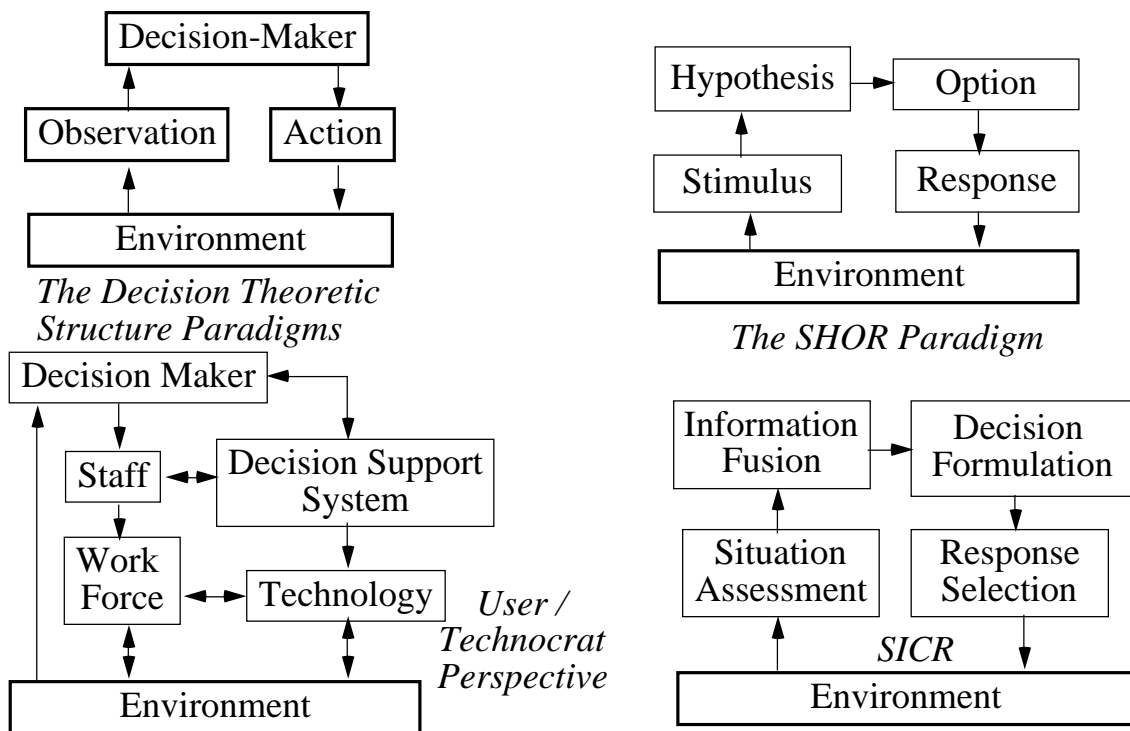 Decision-Maker
Observation
Action
Environment
The Decision Theoretic
Structure Paradigms
Hypothesis
Option
Stimulus
Response
Environment
The SHOR Paradigm
Decision Maker
Staff
Decision Support
System
Work
Force
Technology
User /
Technocrat
Perspective
Environment
Information
Fusion
Decision
Formulation
Situation
Assessment
Response
Selection
SICR
Environment